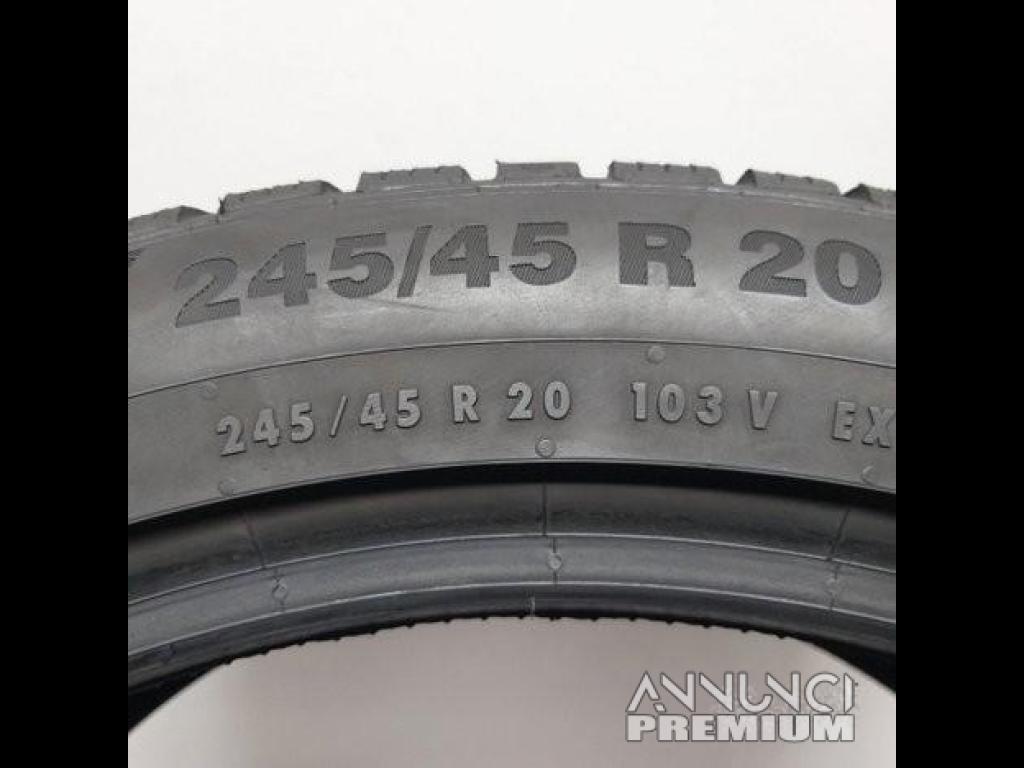 245/45 R 20
245/45 R 20 103 V EX
ANNUNCI
PREMIUM